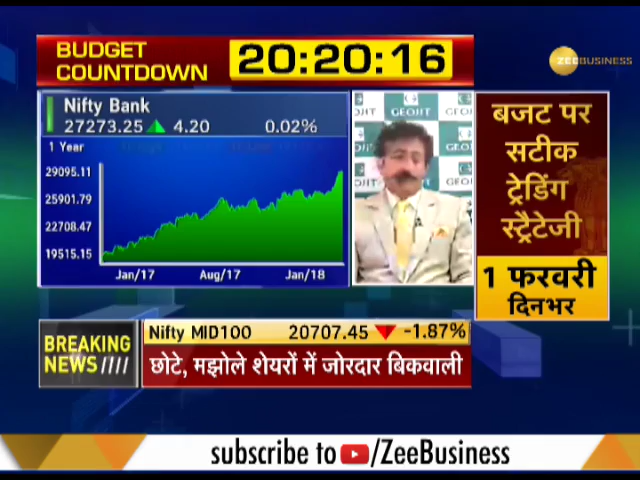 BUDGET
COUNTDOWN
20:20:16
ZEEBUSINESS
Nifty Bank
27273.25 ▲ 4.20 0.02%
1 Year
29095.11
25901.79
22708.47
19515.15
Jan/17 Aug/17 Jan/18
GEOJIT
GEOJIT
बजट पर
सटीक
ट्रेडिंग
स्ट्रैटेजी
1 फरवरी
दिनभर
BREAKING
NEWS
Nifty MID100 20707.45 ▼ -1.87%
छोटे, मझोले शेयरों में जोरदार बिकवाली
subscribe to /ZeeBusiness